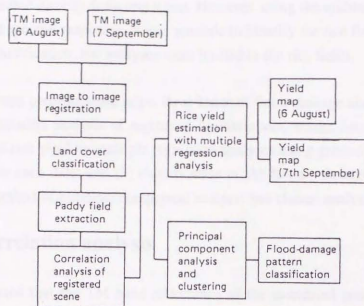 TM image
(6 August)
TM image
(7 September)
Image to image
registration
Land cover
classification
Paddy field
extraction
Correlation
analysis of
registered
scene
Rice yield
estimation
with multiple
regression
analysis
Yield
map
(6 August)
Yield
map
(7th September)
Principal
component
analysis
and
clustering
Flood-damage
pattern
classification